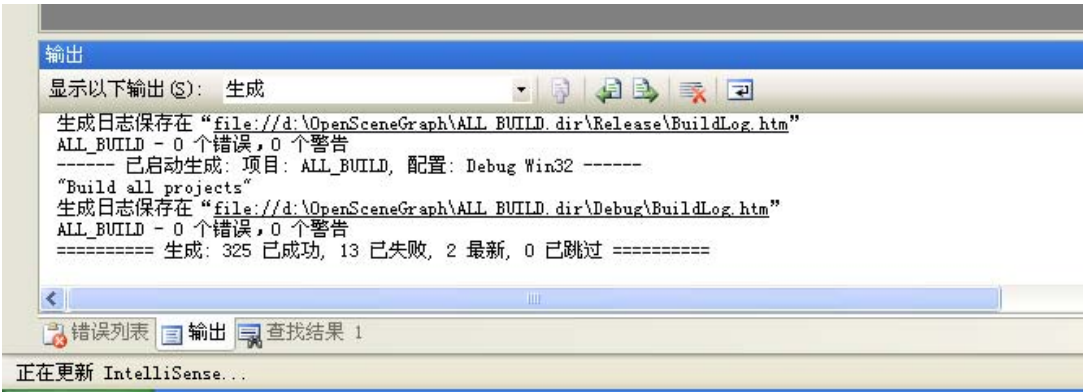 输出
显示以下输出(S): 生成
生成日志保存在“file://d:\OpenSceneGraph\ALL_BUILD.dir\Release\BuildLog.htm”
ALL_BUILD - 0 个错误，0 个警告
------ 已启动生成: 项目: ALL_BUILD, 配置: Debug Win32 ------
"Build all projects"
生成日志保存在“file://d:\OpenSceneGraph\ALL_BUILD.dir\Debug\BuildLog.htm”
ALL_BUILD - 0 个错误，0 个警告
========== 生成: 325 已成功, 13 已失败, 2 最新, 0 已跳过 ==========
错误列表 输出 查找结果 1
正在更新 IntelliSense...